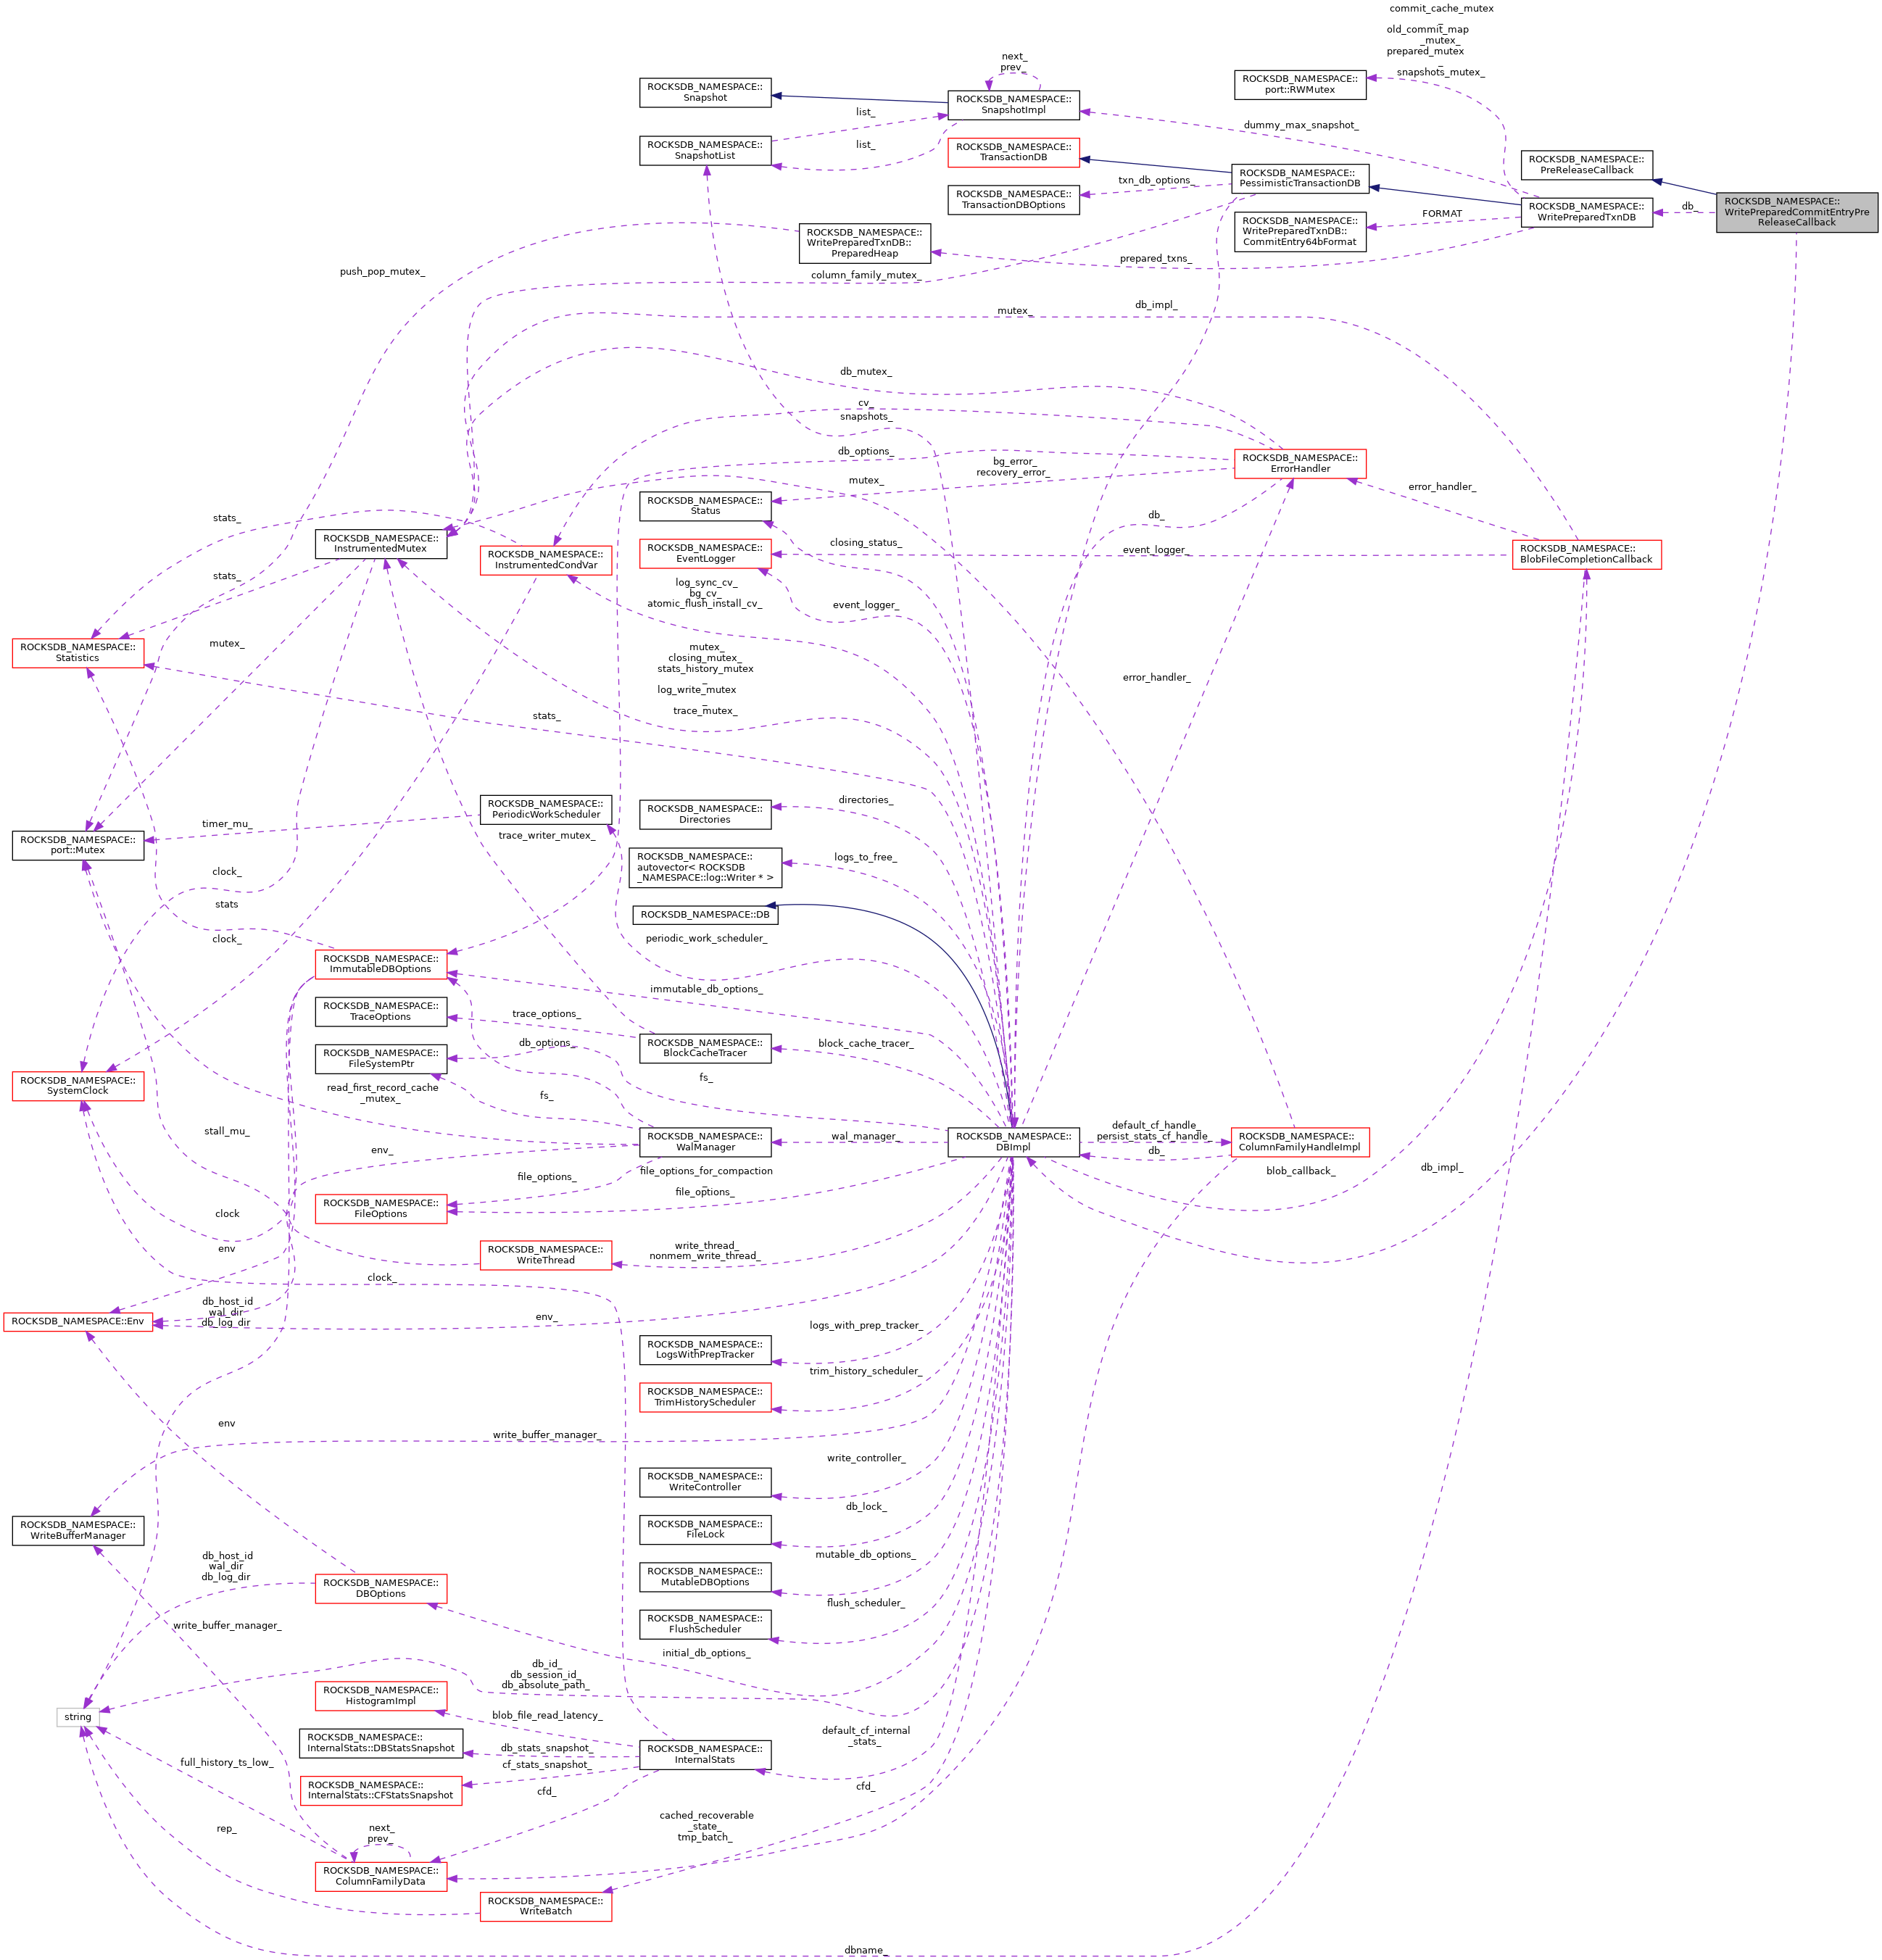 commit_cache_mutex
_
old_commit_map
_mutex_
prepared_mutex
_
snapshots_mutex_
next_
prev_
ROCKSDB_NAMESPACE::
Snapshot
ROCKSDB_NAMESPACE::
SnapshotImpl
ROCKSDB_NAMESPACE::
port::RWMutex
list_
dummy_max_snapshot_
list_
ROCKSDB_NAMESPACE::
SnapshotList
ROCKSDB_NAMESPACE::
TransactionDB
ROCKSDB_NAMESPACE::
PreReleaseCallback
ROCKSDB_NAMESPACE::
PessimisticTransactionDB
txn_db_options_
ROCKSDB_NAMESPACE::
TransactionDBOptions
ROCKSDB_NAMESPACE::
WritePreparedTxnDB
db_
ROCKSDB_NAMESPACE::
WritePreparedCommitEntryPre
ReleaseCallback
FORMAT
ROCKSDB_NAMESPACE::
WritePreparedTxnDB::
CommitEntry64bFormat
ROCKSDB_NAMESPACE::
WritePreparedTxnDB::
PreparedHeap
prepared_txns_
push_pop_mutex_
column_family_mutex_
mutex_
db_impl_
db_mutex_
cv_
snapshots_
db_options_
bg_error_
recovery_error_
ROCKSDB_NAMESPACE::
ErrorHandler
mutex_
error_handler_
ROCKSDB_NAMESPACE::
Status
stats_
db_
ROCKSDB_NAMESPACE::
InstrumentedMutex
closing_status_
ROCKSDB_NAMESPACE::
EventLogger
event_logger_
ROCKSDB_NAMESPACE::
BlobFileCompletionCallback
ROCKSDB_NAMESPACE::
InstrumentedCondVar
stats_
log_sync_cv_
bg_cv_
atomic_flush_install_cv_
event_logger_
mutex_
ROCKSDB_NAMESPACE::
Statistics
mutex_
closing_mutex_
stats_history_mutex
_
log_write_mutex
_
trace_mutex_
error_handler_
stats_
ROCKSDB_NAMESPACE::
PeriodicWorkScheduler
ROCKSDB_NAMESPACE::
Directories
directories_
timer_mu_
trace_writer_mutex_
ROCKSDB_NAMESPACE::
port::Mutex
ROCKSDB_NAMESPACE::
autovector< ROCKSDB
_NAMESPACE::log::Writer * >
logs_to_free_
clock_
stats
ROCKSDB_NAMESPACE::DB
clock_
periodic_work_scheduler_
ROCKSDB_NAMESPACE::
ImmutableDBOptions
immutable_db_options_
ROCKSDB_NAMESPACE::
TraceOptions
trace_options_
db_options_
ROCKSDB_NAMESPACE::
BlockCacheTracer
block_cache_tracer_
ROCKSDB_NAMESPACE::
FileSystemPtr
fs_
ROCKSDB_NAMESPACE::
SystemClock
read_first_record_cache
_mutex_
fs_
stall_mu_
ROCKSDB_NAMESPACE::
WalManager
wal_manager_
ROCKSDB_NAMESPACE::
DBImpl
default_cf_handle_
persist_stats_cf_handle_
db_
ROCKSDB_NAMESPACE::
ColumnFamilyHandleImpl
env_
file_options_
file_options_for_compaction
_
file_options_
blob_callback_
db_impl_
ROCKSDB_NAMESPACE::
FileOptions
clock
env
ROCKSDB_NAMESPACE::
WriteThread
write_thread_
nonmem_write_thread_
clock_
db_host_id
wal_dir
db_log_dir
ROCKSDB_NAMESPACE::Env
env_
logs_with_prep_tracker_
ROCKSDB_NAMESPACE::
LogsWithPrepTracker
trim_history_scheduler_
ROCKSDB_NAMESPACE::
TrimHistoryScheduler
env
write_buffer_manager_
write_controller_
ROCKSDB_NAMESPACE::
WriteController
db_lock_
ROCKSDB_NAMESPACE::
WriteBufferManager
ROCKSDB_NAMESPACE::
FileLock
db_host_id
wal_dir
db_log_dir
mutable_db_options_
ROCKSDB_NAMESPACE::
MutableDBOptions
ROCKSDB_NAMESPACE::
DBOptions
flush_scheduler_
ROCKSDB_NAMESPACE::
FlushScheduler
write_buffer_manager_
initial_db_options_
db_id_
db_session_id_
db_absolute_path_
ROCKSDB_NAMESPACE::
HistogramImpl
string
blob_file_read_latency_
ROCKSDB_NAMESPACE::
InternalStats::DBStatsSnapshot
db_stats_snapshot_
ROCKSDB_NAMESPACE::
InternalStats
default_cf_internal
_stats_
full_history_ts_low_
cf_stats_snapshot_
ROCKSDB_NAMESPACE::
InternalStats::CFStatsSnapshot
cfd_
cfd_
rep_
next_
prev_
cached_recoverable
_state_
tmp_batch_
ROCKSDB_NAMESPACE::
ColumnFamilyData
ROCKSDB_NAMESPACE::
WriteBatch
dbname_